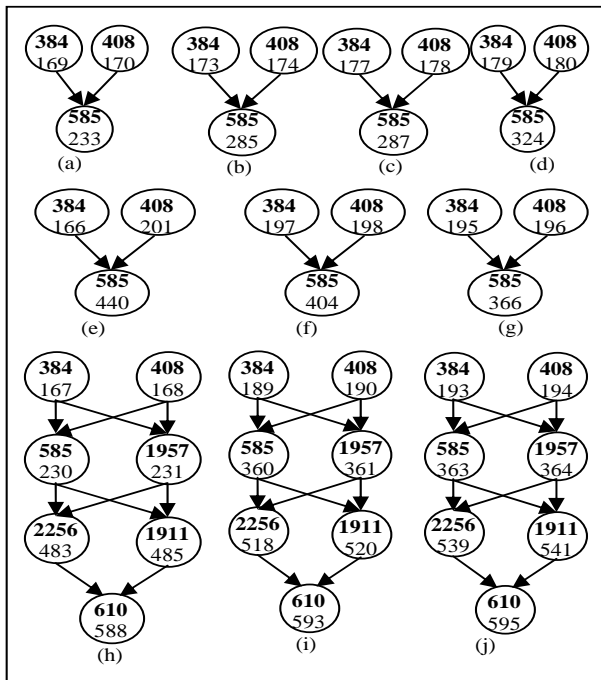 384 408 384 408 384 408 384 408
169 170 173 174 177 178 179 180
585 585 585 585
233 285 287 324
(a) (b) (c) (d)
384 408 384 408 384 408
166 201 197 198 195 196
585 585 585
440 404 366
(e) (f) (g)
384 408 384 408 384 408
167 168 189 190 193 194
585 1957 585 1957 585 1957
230 231 360 361 363 364
2256 1911 2256 1911 2256 1911
483 485 518 520 539 541
610 610 610
588 593 595
(h) (i) (j)